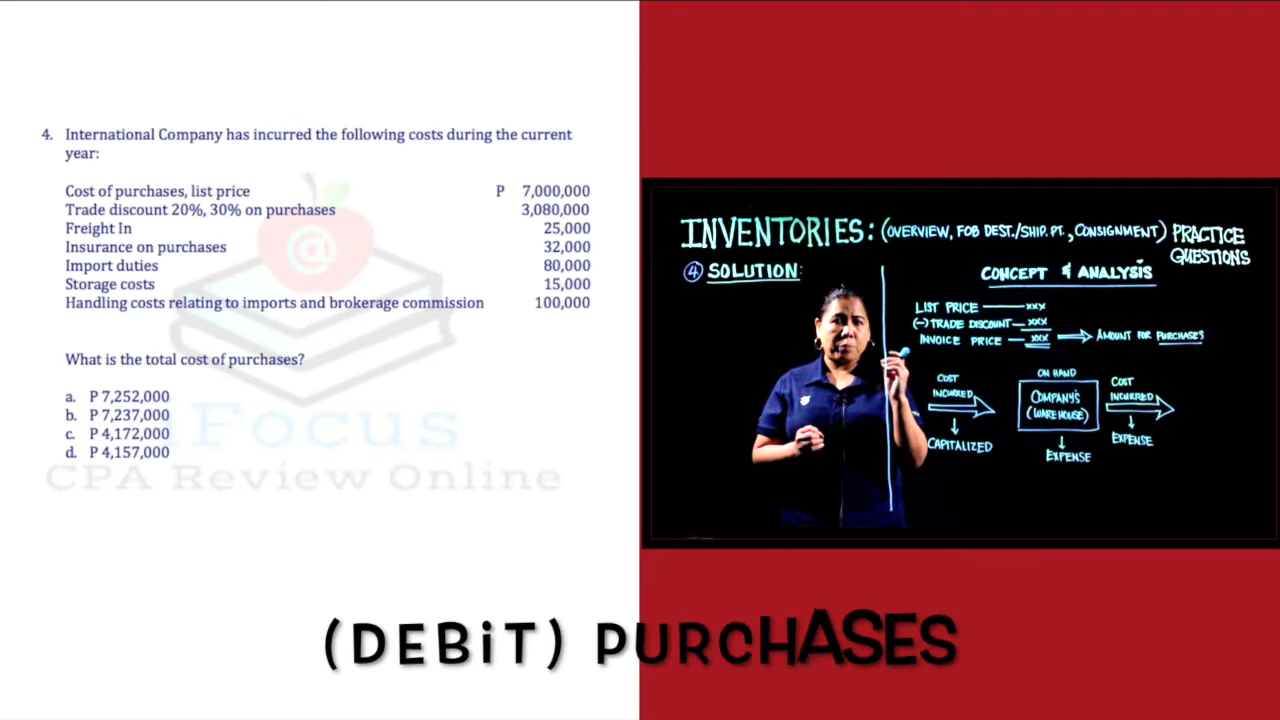 4. International Company has incurred the following costs during the current
year:
Cost of purchases, list price P 7,000,000
Trade discount 20%, 30% on purchases 3,080,000
Freight In 25,000
Insurance on purchases 32,000
Import duties 80,000
Storage costs 15,000
Handling costs relating to imports and brokerage commission 100,000
What is the total cost of purchases?
a. P 7,252,000
b. P 7,237,000
c. P 4,172,000
d. P 4,157,000
@
iFocus
CPA Review Online
INVENTORIES: (OVERVIEW, FOB DEST./SHIP. PT., CONSIGNMENT) PRACTICE
QUESTIONS
④ SOLUTION:
CONCEPT & ANALYSIS
LIST PRICE — xxx
(−) TRADE DISCOUNT — xxx
INVOICE PRICE — xxx ⟹ AMOUNT FOR PURCHASES
COST
INCURRED
↓
CAPITALIZED
ON HAND
COMPANY'S
(WAREHOUSE)
↓
EXPENSE
COST
INCURRED
↓
EXPENSE
(DEBiT) PURCHASES